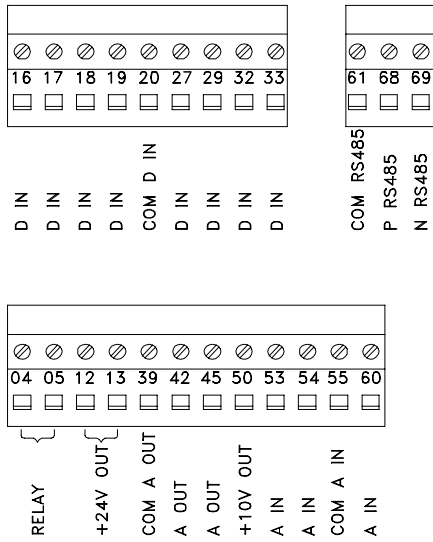 16 17 18 19 20 27 29 32 33
D IN
D IN
D IN
D IN
COM D IN
D IN
D IN
D IN
D IN
61 68 69
COM RS485
P RS485
N RS485
04 05 12 13 39 42 45 50 53 54 55 60
RELAY
+24V OUT
COM A OUT
A OUT
A OUT
+10V OUT
A IN
A IN
COM A IN
A IN